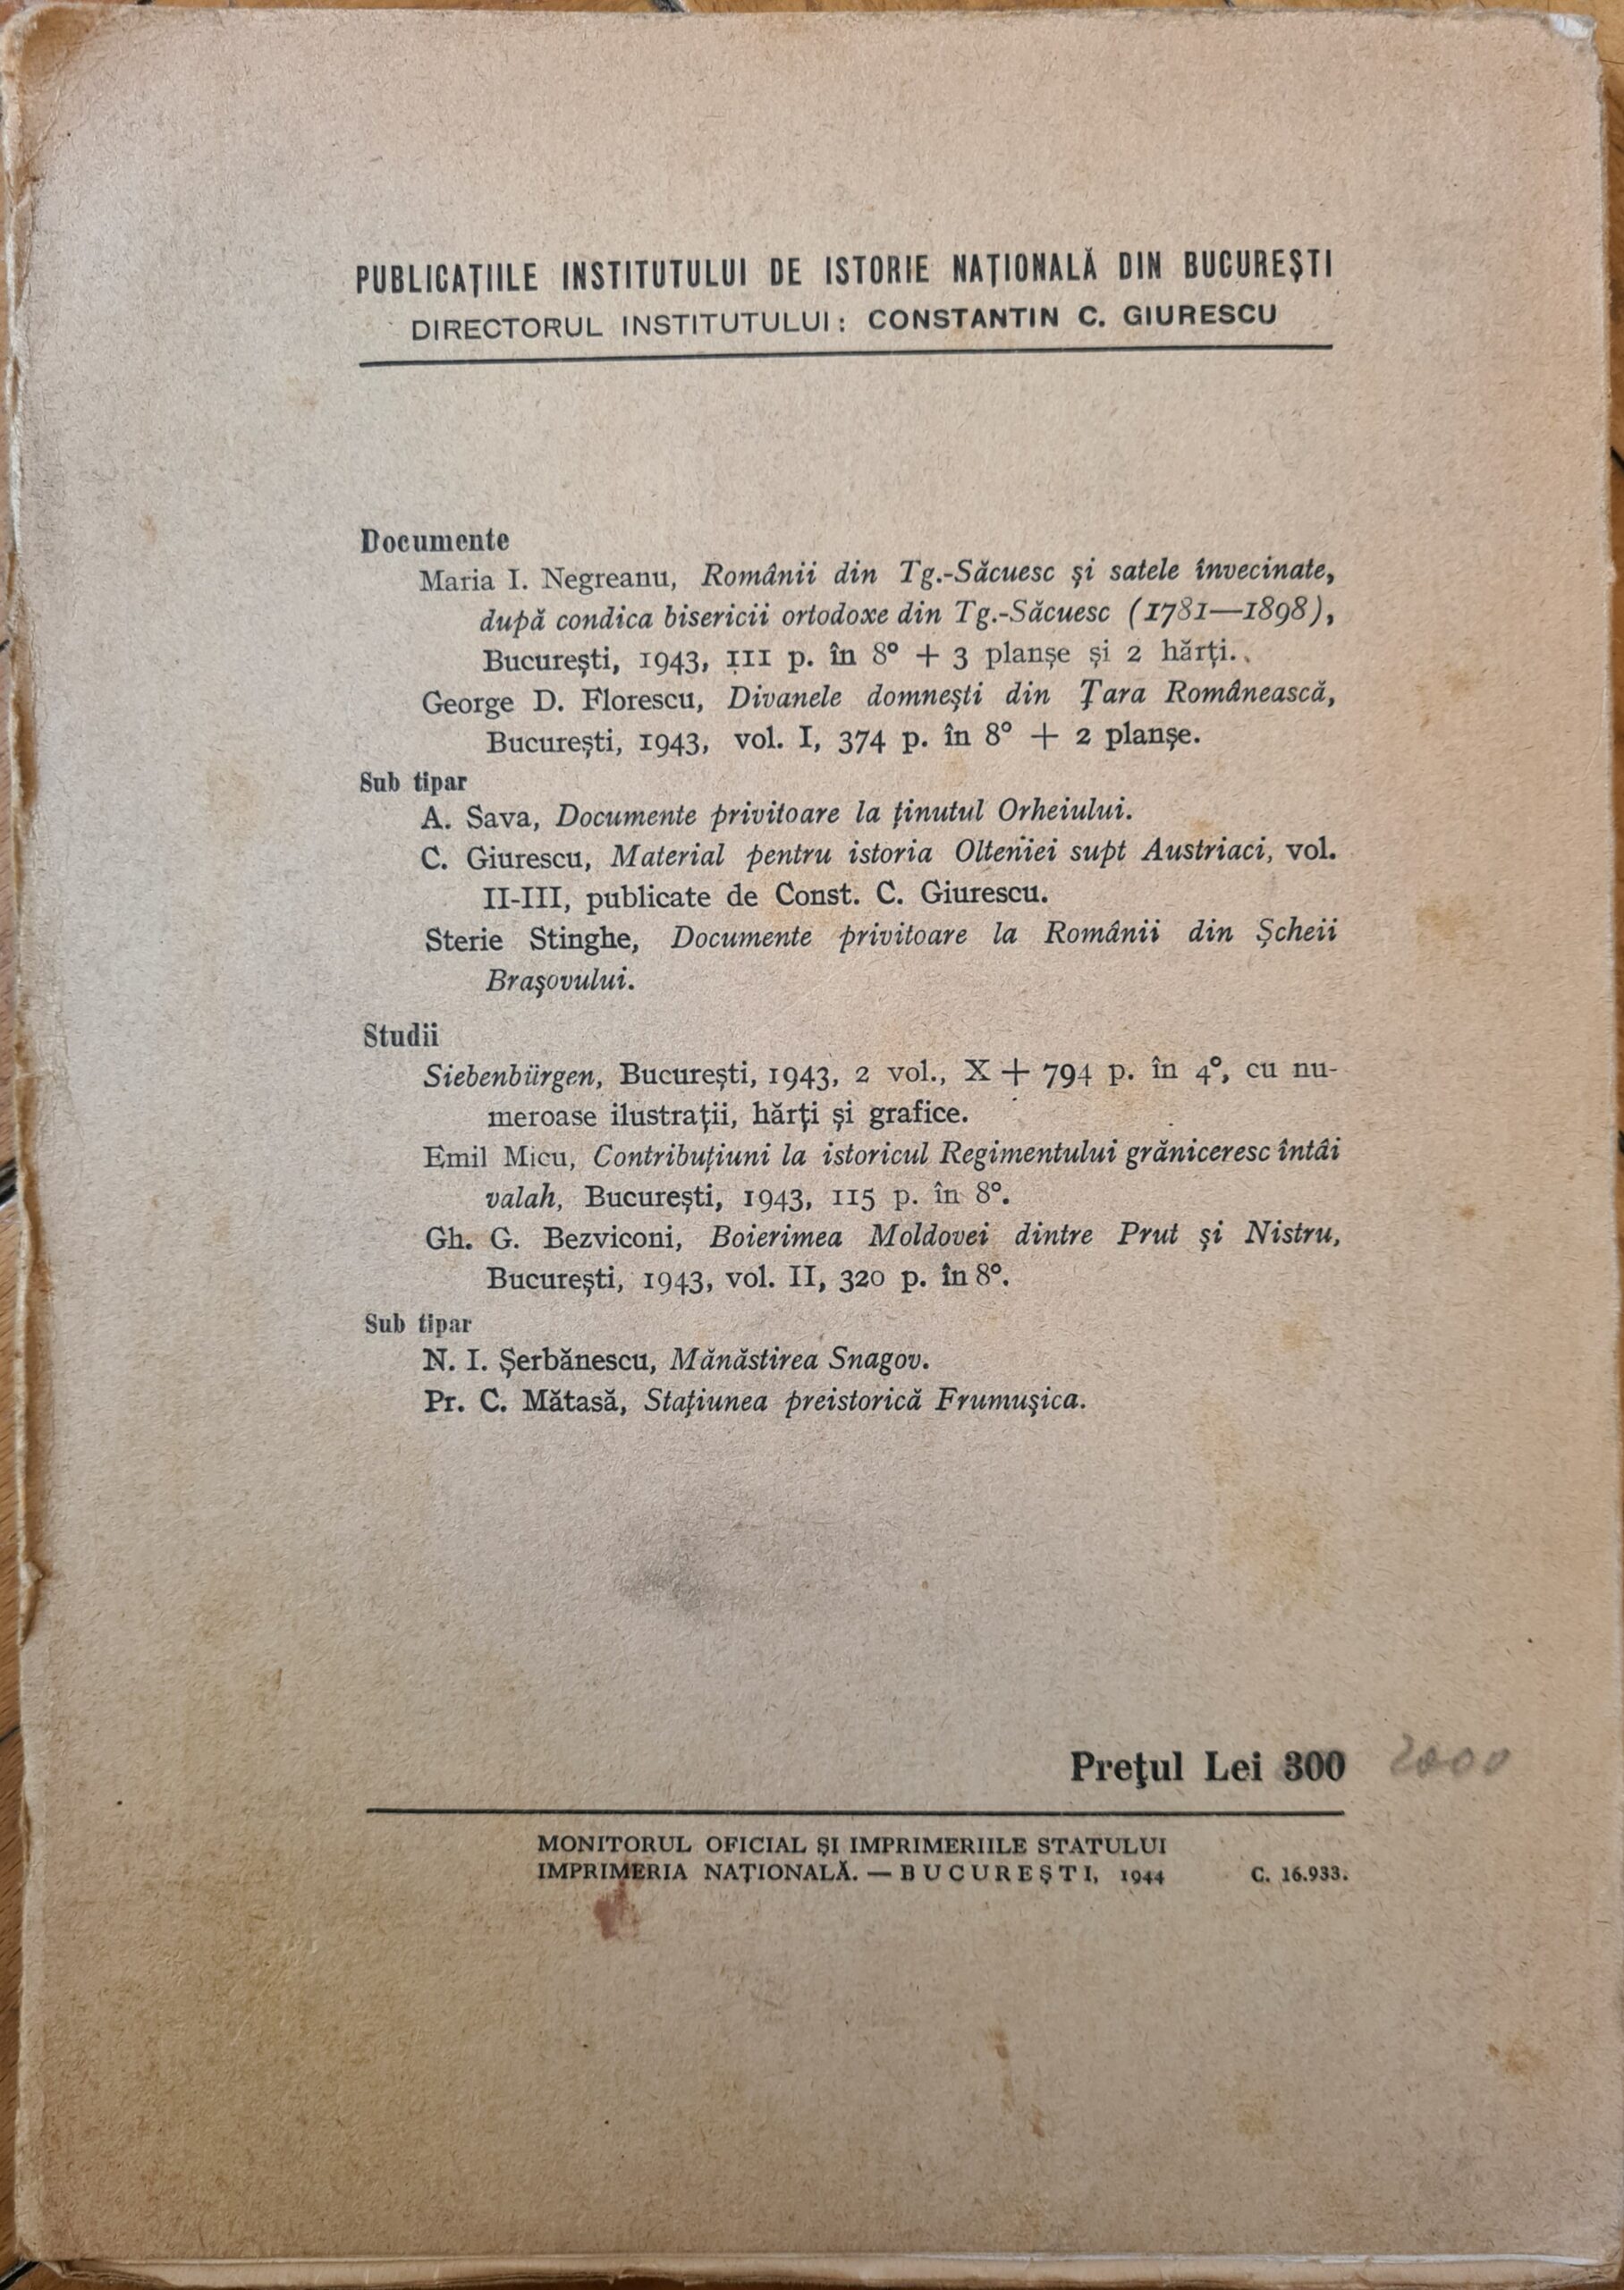 PUBLICAȚIILE INSTITUTULUI DE ISTORIE NAȚIONALĂ DIN BUCUREȘTI
DIRECTORUL INSTITUTULUI: CONSTANTIN C. GIURESCU
Documente
Maria I. Negreanu, Românii din Tg.-Săcuesc și satele învecinate,
după condica bisericii ortodoxe din Tg.-Săcuesc (1781—1898),
București, 1943, III p. în 8° + 3 planșe și 2 hărți.
George D. Florescu, Divanele domnești din Țara Românească,
București, 1943, vol. I, 374 p. în 8° + 2 planșe.
Sub tipar
A. Sava, Documente privitoare la ținutul Orheiului.
C. Giurescu, Material pentru istoria Olteniei supt Austriaci, vol.
II-III, publicate de Const. C. Giurescu.
Sterie Stinghe, Documente privitoare la Românii din Șcheii
Brașovului.
Studii
Siebenbürgen, București, 1943, 2 vol., X + 794 p. în 4°, cu nu-
meroase ilustrații, hărți și grafice.
Emil Micu, Contribuțiuni la istoricul Regimentului grăniceresc întâi
valah, București, 1943, 115 p. în 8°.
Gh. G. Bezviconi, Boierimea Moldovei dintre Prut și Nistru,
București, 1943, vol. II, 320 p. în 8°.
Sub tipar
N. I. Șerbănescu, Mănăstirea Snagov.
Pr. C. Mătasă, Stațiunea preistorică Frumușica.
Prețul Lei 300 2000
MONITORUL OFICIAL ȘI IMPRIMERIILE STATULUI
IMPRIMERIA NAȚIONALĂ. — BUCUREȘTI, 1944 C. 16.933.